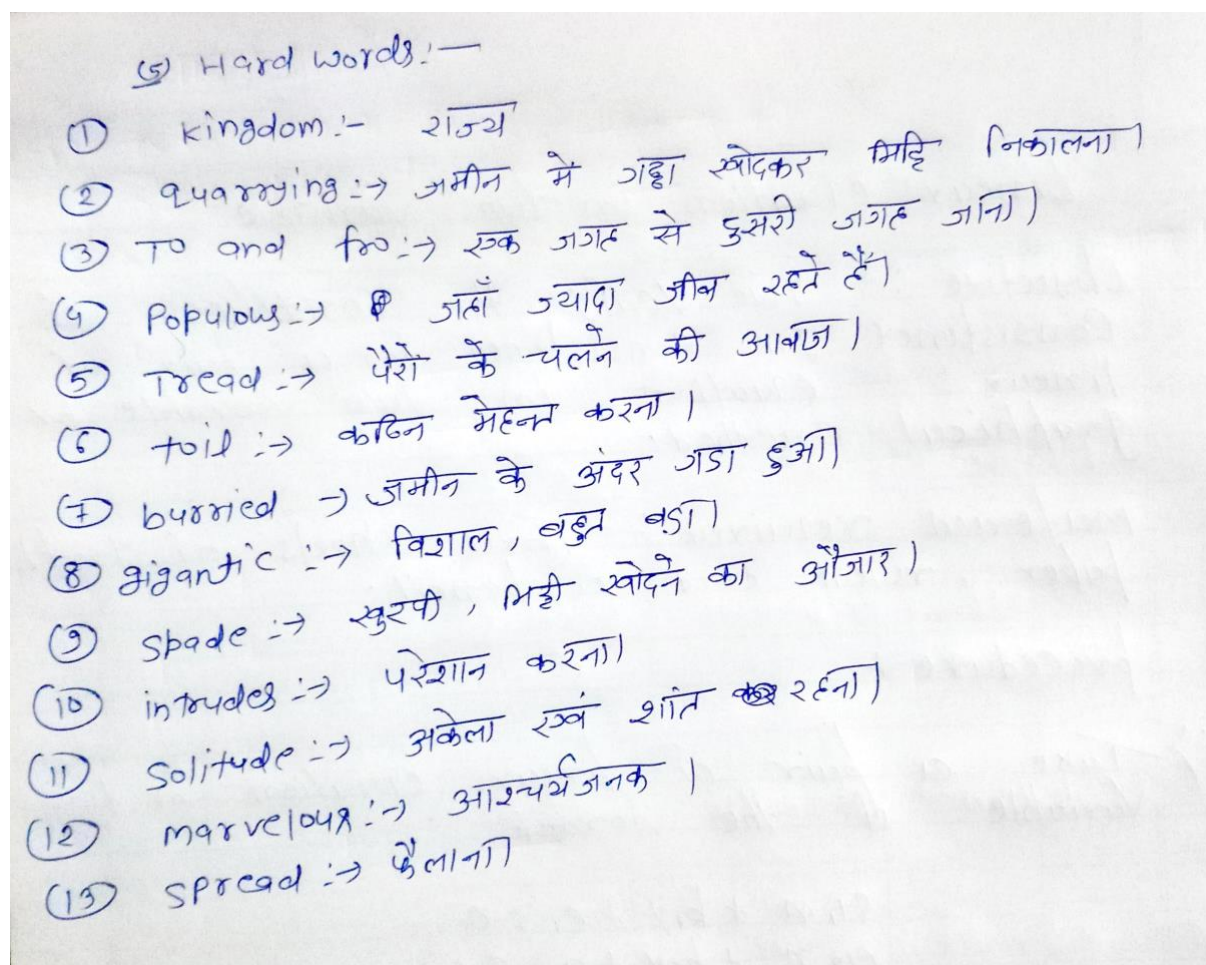 (5) Hard words:—
(1) kingdom:- राज्य
(2) quarrying:→ जमीन मे गड्ढा खोदकर मिट्टि निकालना।
(3) To and fro:→ एक जगह से दुसरी जगह जाना।
(4) Populous:→ जहाँ ज्यादा जीव रहते हैं।
(5) Tread:→ पैरो के चलने की आवाज।
(6) toil:→ कठिन मेहनत करना।
(7) burried → जमीन के अंदर गडा हुआ।
(8) gigantic:→ विशाल, बहुत बडा।
(9) spade:→ खुरपी, मिट्टी खोदने का औजार।
(10) intrudes:→ परेशान करना।
(11) Solitude:→ अकेला एवं शांत रहना।
(12) marvelous:→ आश्चर्यजनक।
(13) spread:→ फैलाना।